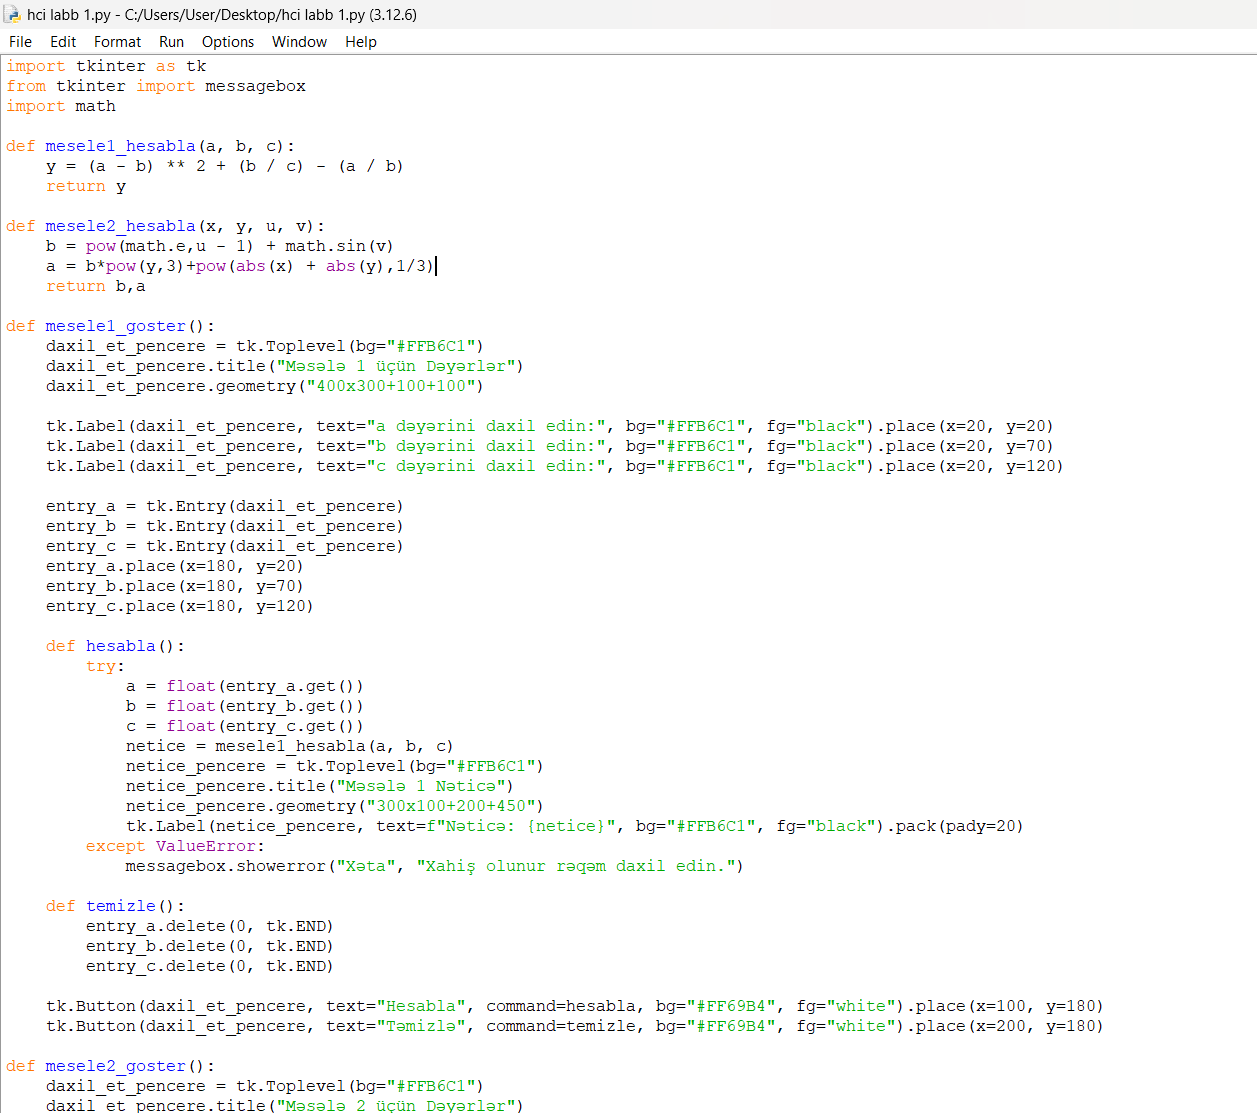 hci labb 1.py - C:/Users/User/Desktop/hci labb 1.py (3.12.6)
File Edit Format Run Options Window Help
import tkinter as tk
from tkinter import messagebox
import math

def mesele1_hesabla(a, b, c):
    y = (a - b) ** 2 + (b / c) - (a / b)
    return y

def mesele2_hesabla(x, y, u, v):
    b = pow(math.e,u - 1) + math.sin(v)
    a = b*pow(y,3)+pow(abs(x) + abs(y),1/3)
    return b,a

def mesele1_goster():
    daxil_et_pencere = tk.Toplevel(bg="#FFB6C1")
    daxil_et_pencere.title("Məsələ 1 üçün Dəyərlər")
    daxil_et_pencere.geometry("400x300+100+100")

    tk.Label(daxil_et_pencere, text="a dəyərini daxil edin:", bg="#FFB6C1", fg="black").place(x=20, y=20)
    tk.Label(daxil_et_pencere, text="b dəyərini daxil edin:", bg="#FFB6C1", fg="black").place(x=20, y=70)
    tk.Label(daxil_et_pencere, text="c dəyərini daxil edin:", bg="#FFB6C1", fg="black").place(x=20, y=120)

    entry_a = tk.Entry(daxil_et_pencere)
    entry_b = tk.Entry(daxil_et_pencere)
    entry_c = tk.Entry(daxil_et_pencere)
    entry_a.place(x=180, y=20)
    entry_b.place(x=180, y=70)
    entry_c.place(x=180, y=120)

    def hesabla():
        try:
            a = float(entry_a.get())
            b = float(entry_b.get())
            c = float(entry_c.get())
            netice = mesele1_hesabla(a, b, c)
            netice_pencere = tk.Toplevel(bg="#FFB6C1")
            netice_pencere.title("Məsələ 1 Nəticə")
            netice_pencere.geometry("300x100+200+450")
            tk.Label(netice_pencere, text=f"Nəticə: {netice}", bg="#FFB6C1", fg="black").pack(pady=20)
        except ValueError:
            messagebox.showerror("Xəta", "Xahiş olunur rəqəm daxil edin.")

    def temizle():
        entry_a.delete(0, tk.END)
        entry_b.delete(0, tk.END)
        entry_c.delete(0, tk.END)

    tk.Button(daxil_et_pencere, text="Hesabla", command=hesabla, bg="#FF69B4", fg="white").place(x=100, y=180)
    tk.Button(daxil_et_pencere, text="Təmizlə", command=temizle, bg="#FF69B4", fg="white").place(x=200, y=180)

def mesele2_goster():
    daxil_et_pencere = tk.Toplevel(bg="#FFB6C1")
    daxil_et_pencere.title("Məsələ 2 üçün Dəyərlər")